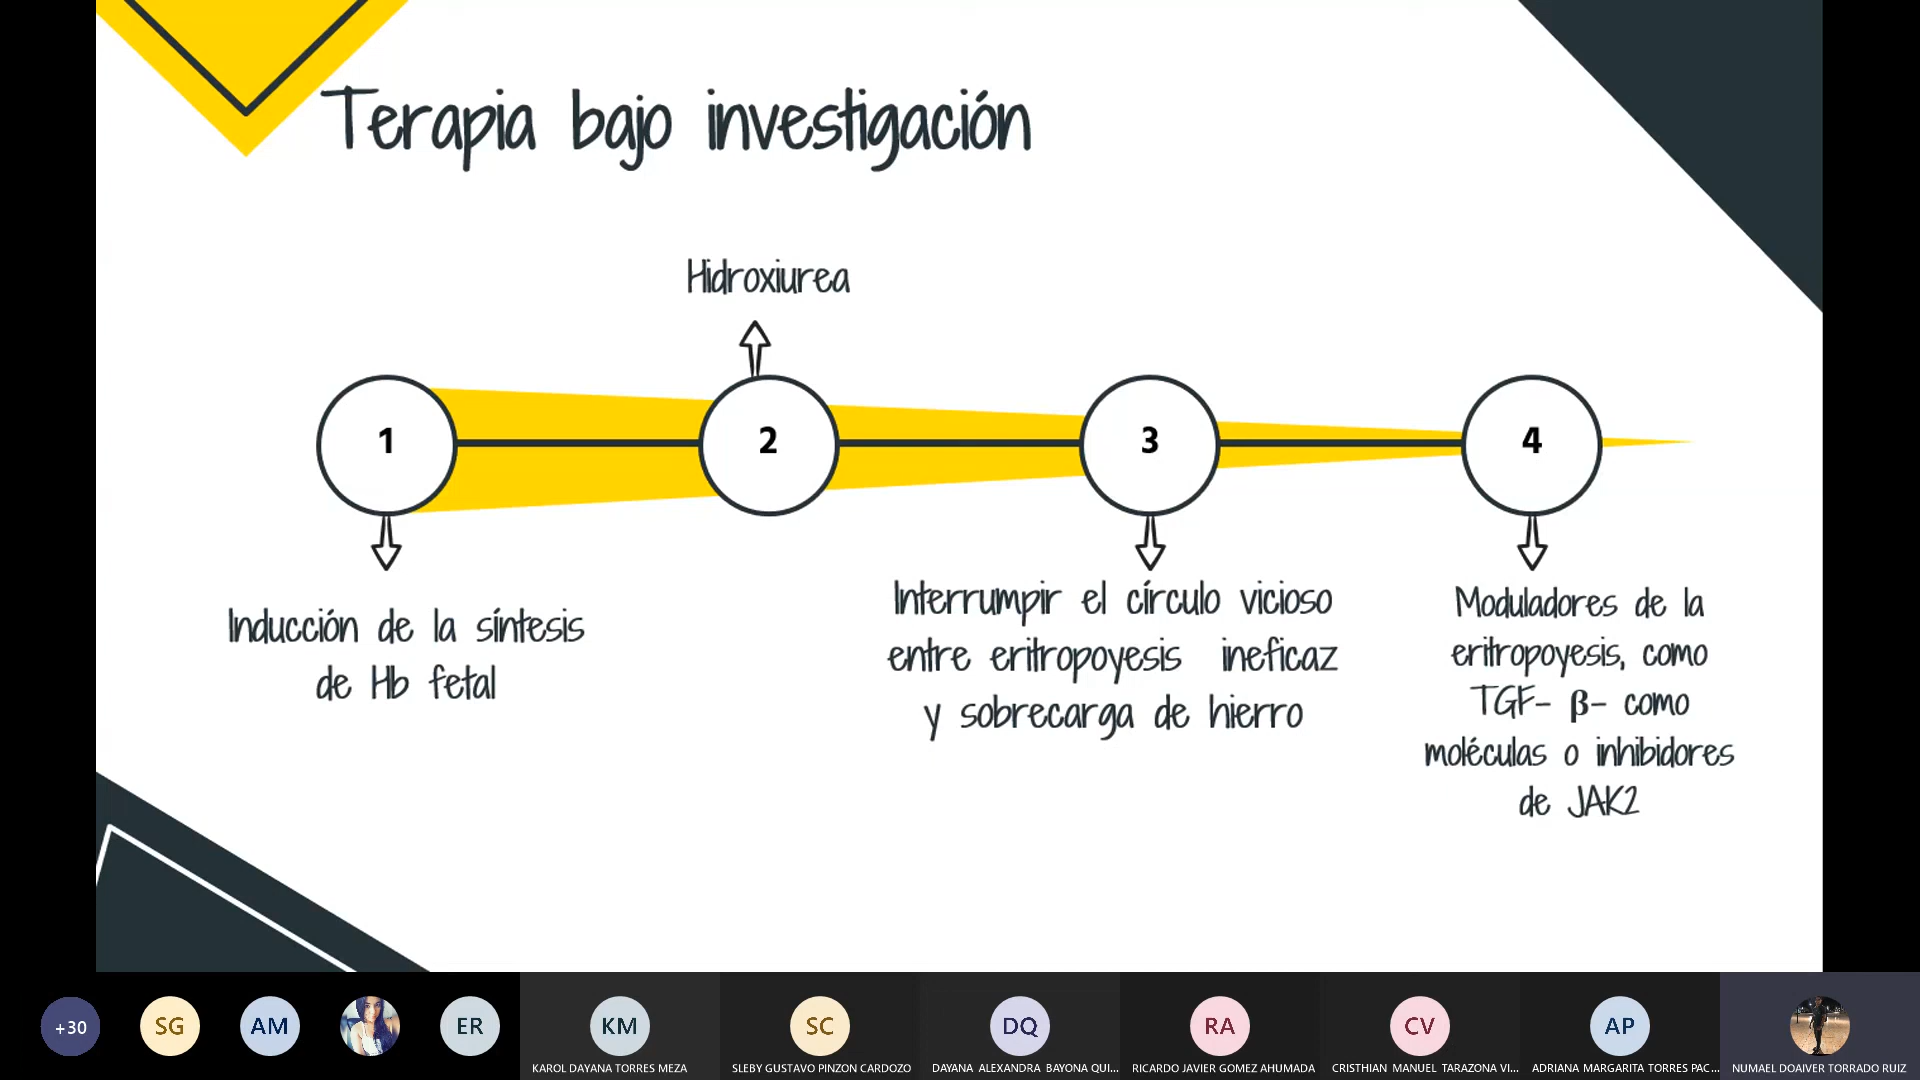 Terapia bajo investigación
Hidroxiurea
1
2
3
4
Inducción de la síntesis
de Hb fetal
Interrumpir el círculo vicioso
entre eritropoyesis ineficaz
y sobrecarga de hierro
Moduladores de la
eritropoyesis, como
TGF- β- como
moléculas o inhibidores
de JAK2
+30
SG
AM
ER
KM
SC
DQ
RA
CV
AP
KAROL DAYANA TORRES MEZA
SLEBY GUSTAVO PINZON CARDOZO
DAYANA ALEXANDRA BAYONA QUI...
RICARDO JAVIER GOMEZ AHUMADA
CRISTHIAN MANUEL TARAZONA VI...
ADRIANA MARGARITA TORRES PAC...
NUMAEL DOAIVER TORRADO RUIZ